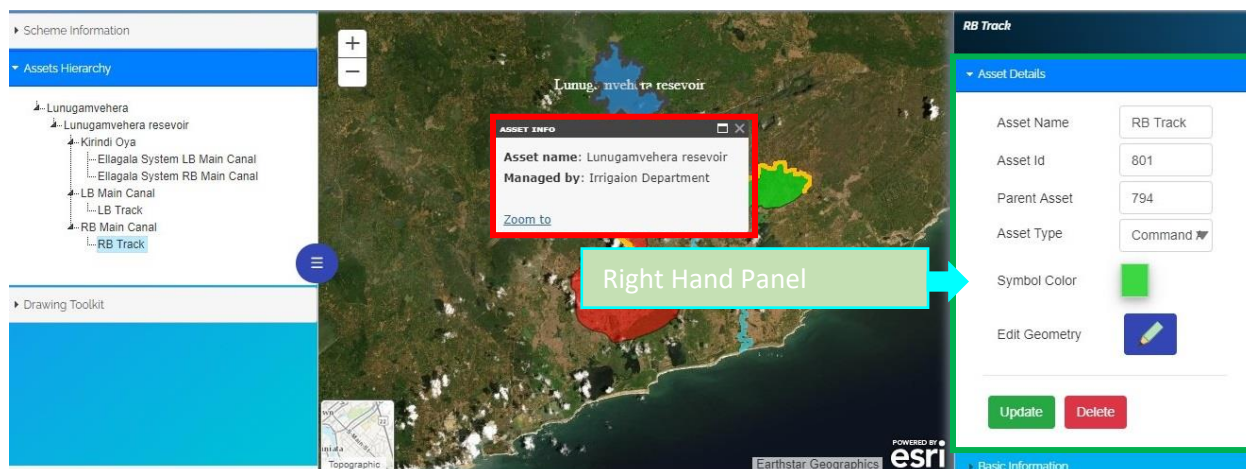 Scheme Information
Assets Hierarchy
Lunugamvehera
Lunugamvehera resevoir
Kirindi Oya
Ellagala System LB Main Canal
Ellagala System RB Main Canal
LB Main Canal
LB Track
RB Main Canal
RB Track
Drawing Toolkit
+
−
resevoir
ASSET INFO
Asset name: Lunugamvehera resevoir
Managed by: Irrigaion Department
Zoom to
Right Hand Panel
Topographic
Earthstar Geographics
POWERED BY
esri
RB Track
Asset Details
Asset Name RB Track
Asset Id 801
Parent Asset 794
Asset Type Command
Symbol Color
Edit Geometry
Update Delete
Basic Information